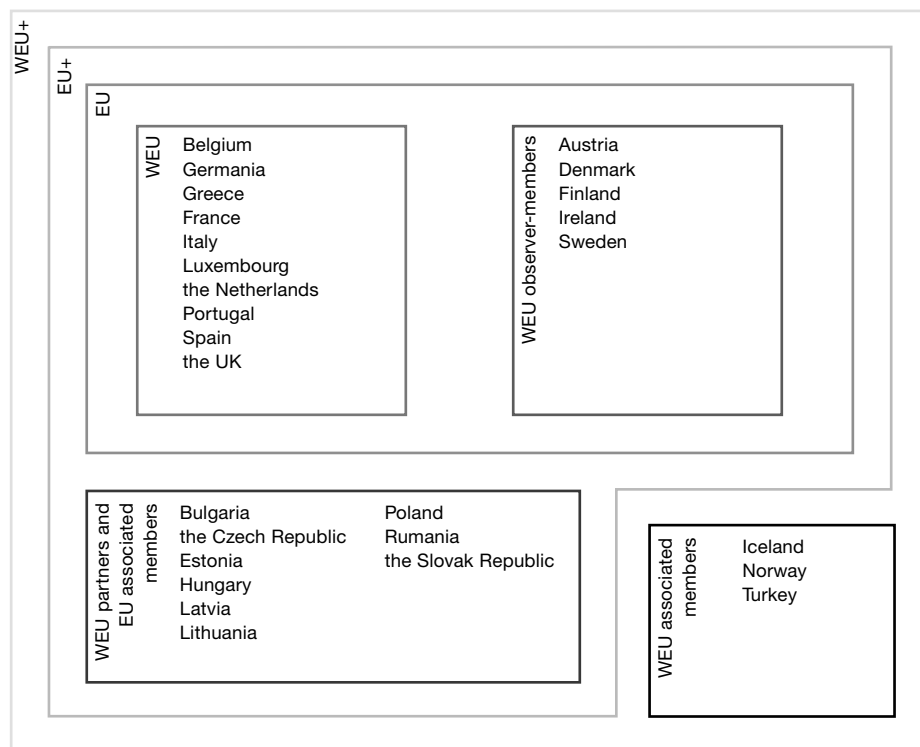 WEU+
EU+
EU
WEU
Belgium
Germania
Greece
France
Italy
Luxembourg
the Netherlands
Portugal
Spain
the UK
WEU observer-members
Austria
Denmark
Finland
Ireland
Sweden
WEU partners and
EU associated
members
Bulgaria
the Czech Republic
Estonia
Hungary
Latvia
Lithuania
Poland
Rumania
the Slovak Republic
WEU associated
members
Iceland
Norway
Turkey